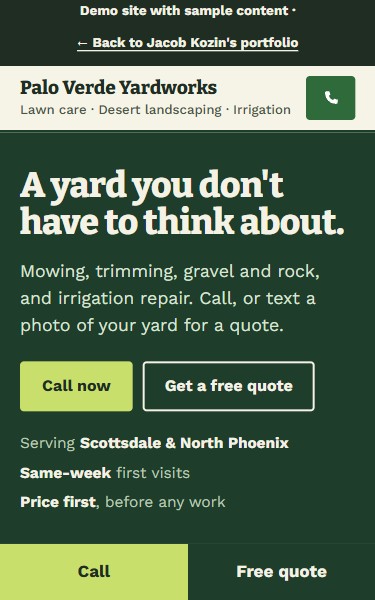 Demo site with sample content ·
← Back to Jacob Kozin's portfolio
Palo Verde Yardworks
Lawn care · Desert landscaping · Irrigation
A yard you don't
have to think about.
Mowing, trimming, gravel and rock,
and irrigation repair. Call, or text a
photo of your yard for a quote.
Call now
Get a free quote
Serving Scottsdale & North Phoenix
Same-week first visits
Price first, before any work
Call
Free quote